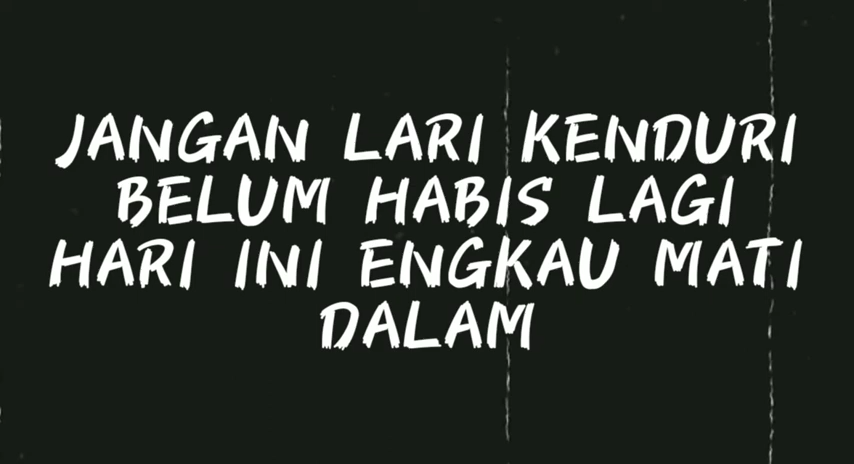 JANGAN LARI KENDURI
BELUM HABIS LAGI
HARI INI ENGKAU MATI
DALAM